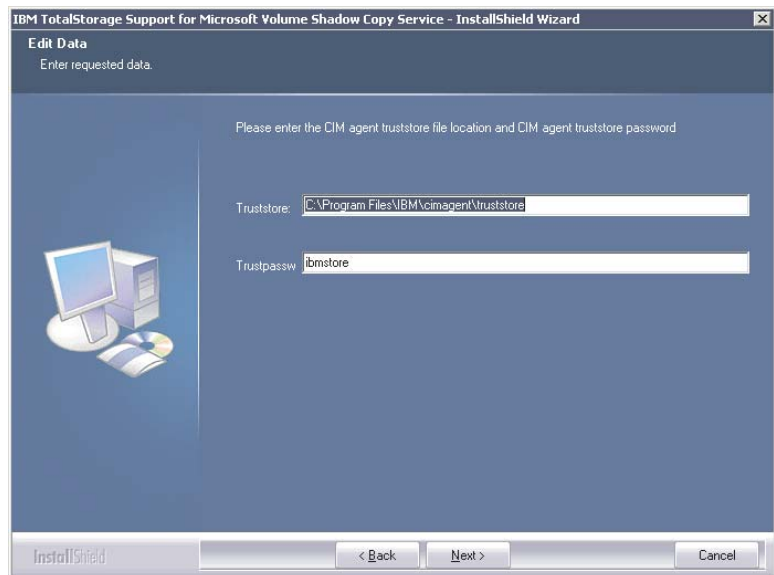 IBM TotalStorage Support for Microsoft Volume Shadow Copy Service - InstallShield Wizard
Edit Data
Enter requested data.
Please enter the CIM agent truststore file location and CIM agent truststore password
Truststore: C:\Program Files\IBM\cimagent\truststore
Trustpassw ibmstore
InstallShield
< Back Next > Cancel